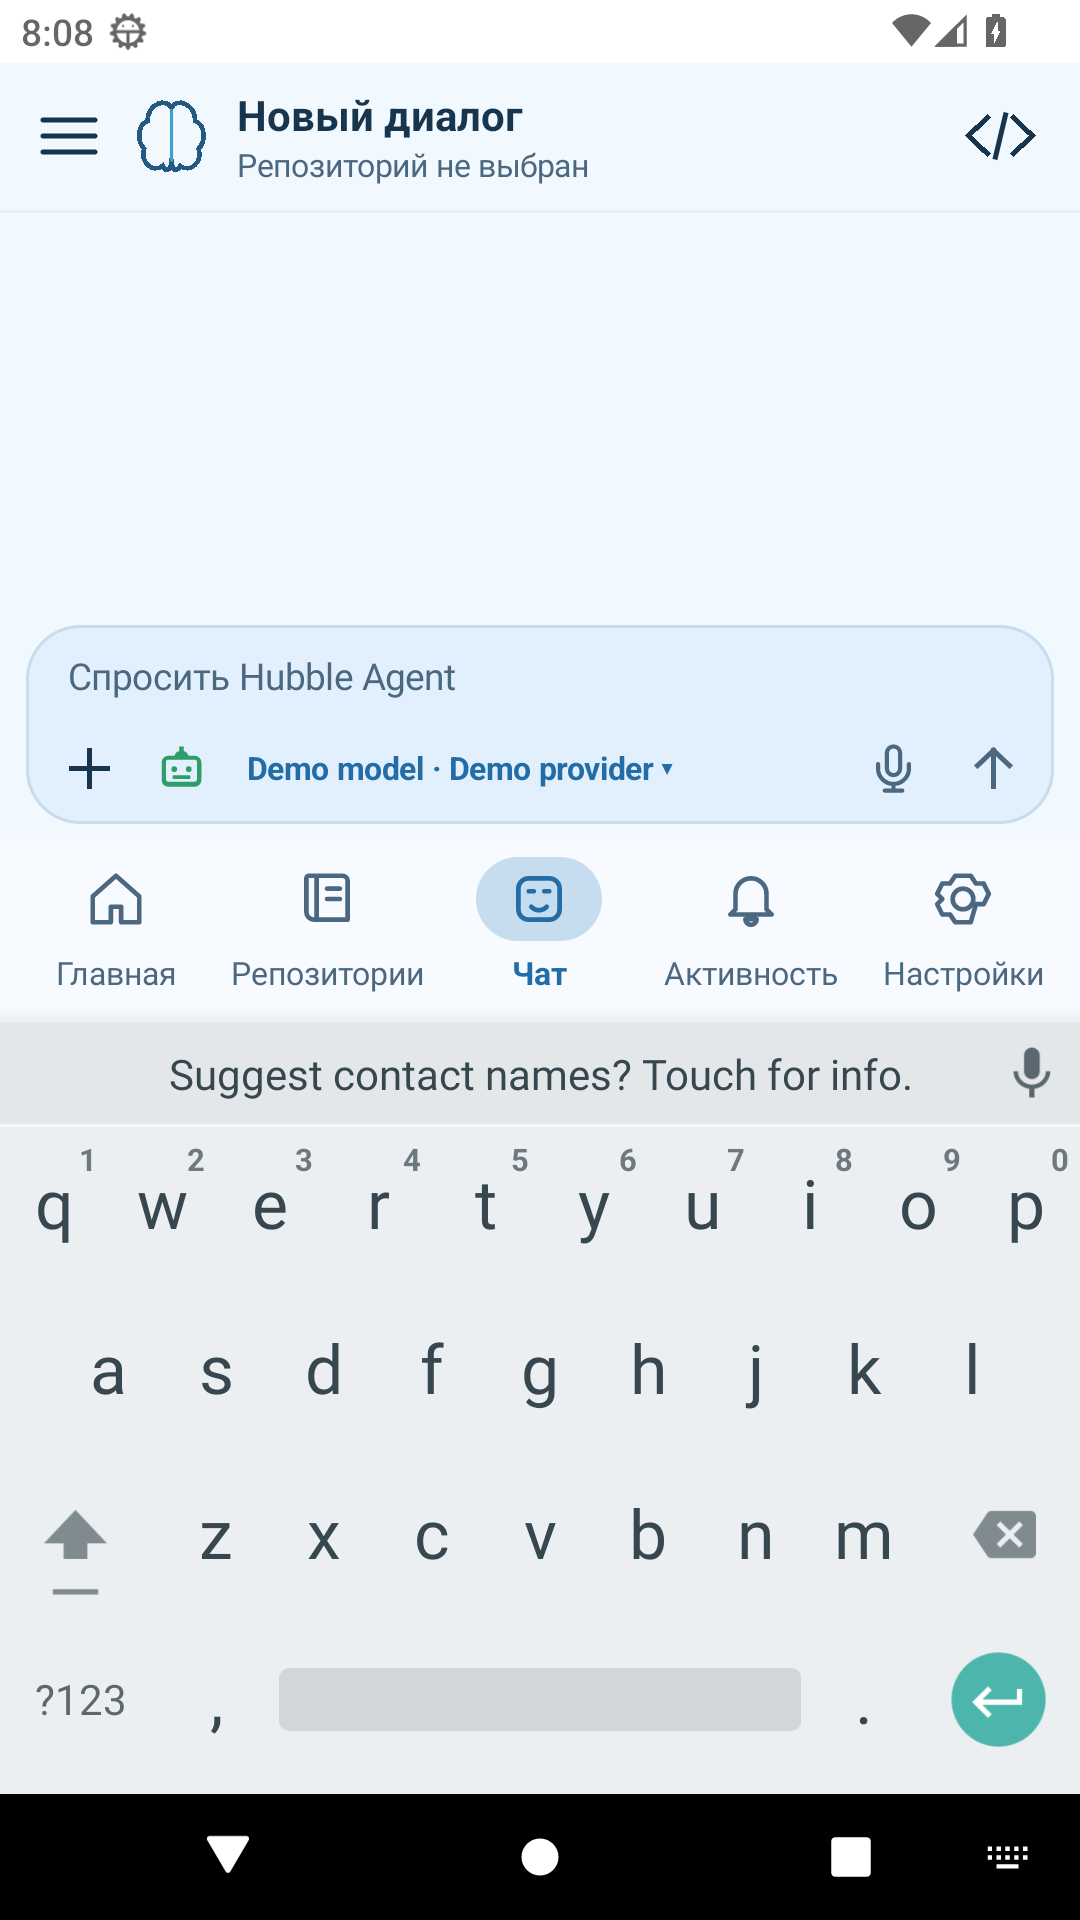 8:08
Новый диалог
Репозиторий не выбран
Спросить Hubble Agent
Demo model · Demo provider ▾
Главная Репозитории Чат Активность Настройки
Suggest contact names? Touch for info.
1 2 3 4 5 6 7 8 9 0
q w e r t y u i o p
a s d f g h j k l
z x c v b n m
?123 , .